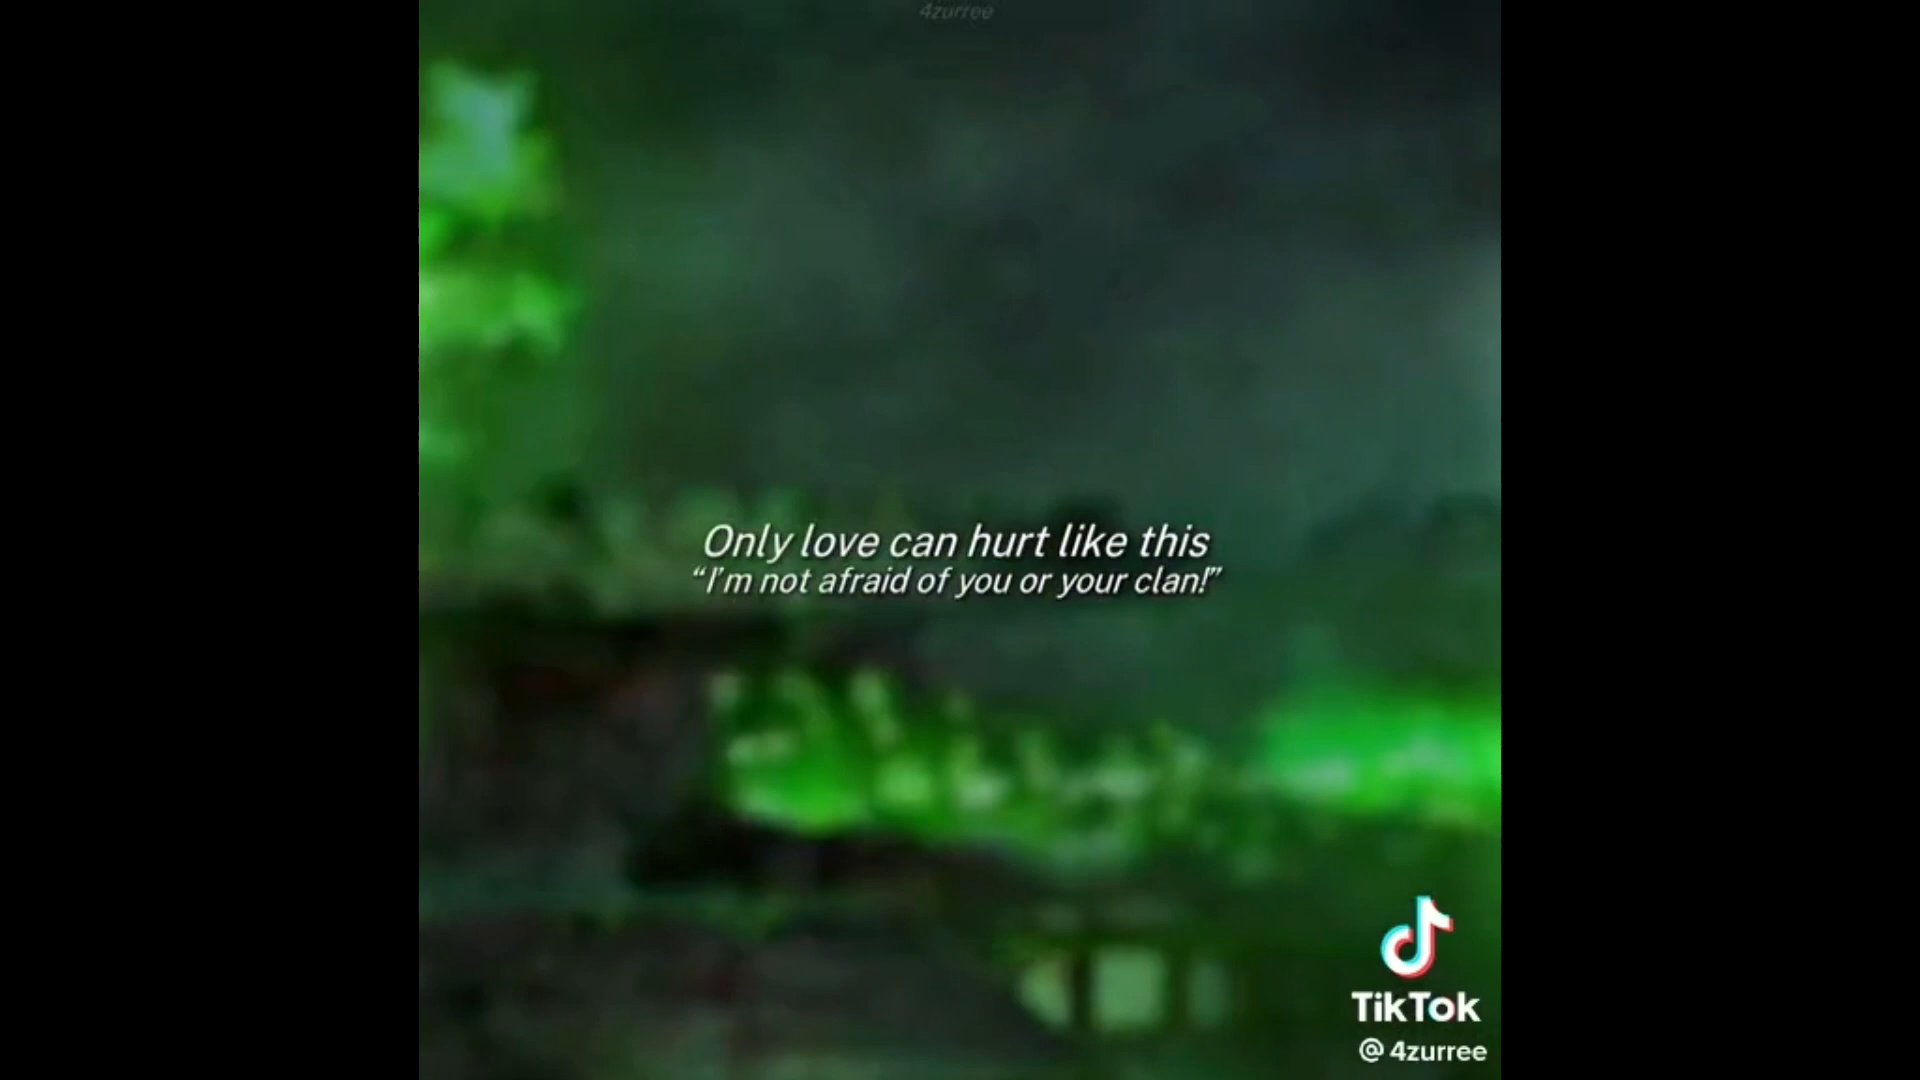 4zurree
Only love can hurt like this
“I'm not afraid of you or your clan!”
TikTok
@ 4zurree